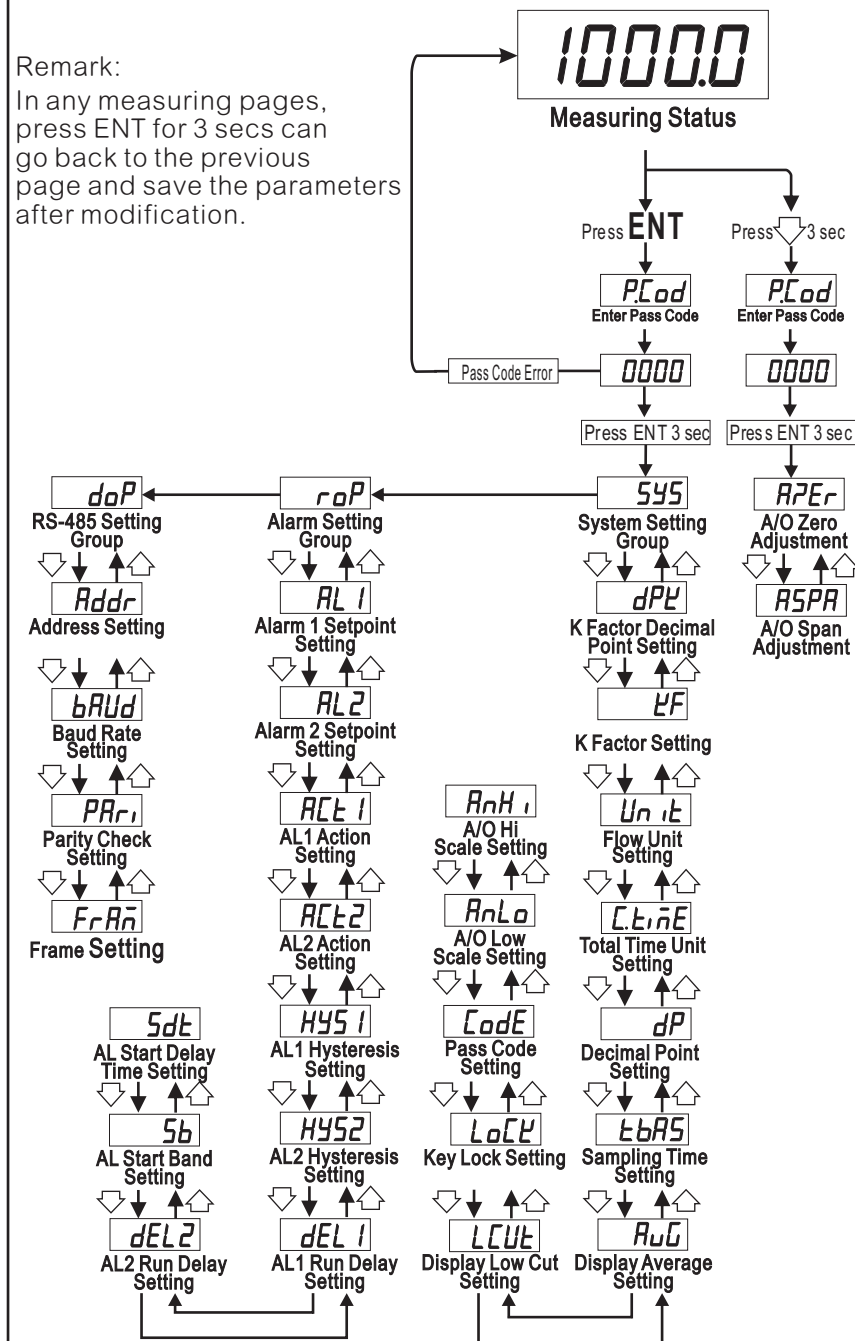 1000.0
Measuring Status
Remark:
In any measuring pages,
press ENT for 3 secs can
go back to the previous
page and save the parameters
after modification.
Press ENT
Press 3 sec
P.Cod
Enter Pass Code
P.Cod
Enter Pass Code
Pass Code Error
0000
0000
Press ENT 3 sec
Press ENT 3 sec
doP
RS-485 Setting
Group
Addr
Address Setting
bAUd
Baud Rate
Setting
PAri
Parity Check
Setting
FrAm
Frame Setting
roP
Alarm Setting
Group
AL1
Alarm 1 Setpoint
Setting
AL2
Alarm 2 Setpoint
Setting
ACt1
AL1 Action
Setting
ACt2
AL2 Action
Setting
HYS1
AL1 Hysteresis
Setting
HYS2
AL2 Hysteresis
Setting
dEL1
AL1 Run Delay
Setting
Sdt
AL Start Delay
Time Setting
Sb
AL Start Band
Setting
dEL2
AL2 Run Delay
Setting
SYS
System Setting
Group
dPK
K Factor Decimal
Point Setting
KF
K Factor Setting
Unit
Flow Unit
Setting
C.timE
Total Time Unit
Setting
dP
Decimal Point
Setting
tbAS
Sampling Time
Setting
AvG
Display Average
Setting
AnHi
A/O Hi
Scale Setting
AnLo
A/O Low
Scale Setting
CodE
Pass Code
Setting
LoCK
Key Lock Setting
LCUt
Display Low Cut
Setting
AZEr
A/O Zero
Adjustment
ASPA
A/O Span
Adjustment